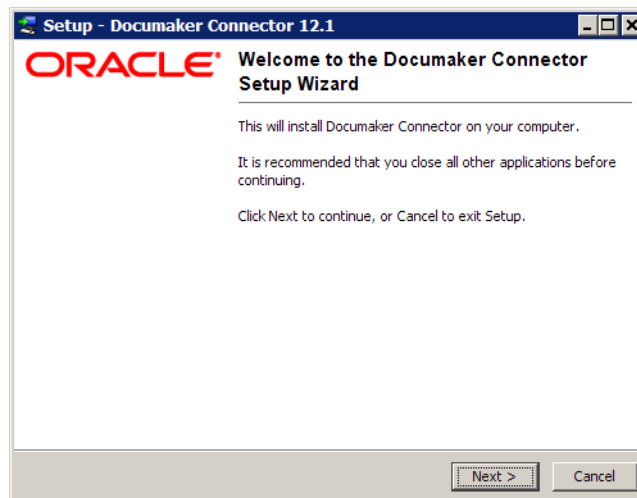 Setup - Documaker Connector 12.1
ORACLE®
Welcome to the Documaker Connector
Setup Wizard
This will install Documaker Connector on your computer.
It is recommended that you close all other applications before
continuing.
Click Next to continue, or Cancel to exit Setup.
Next >
Cancel